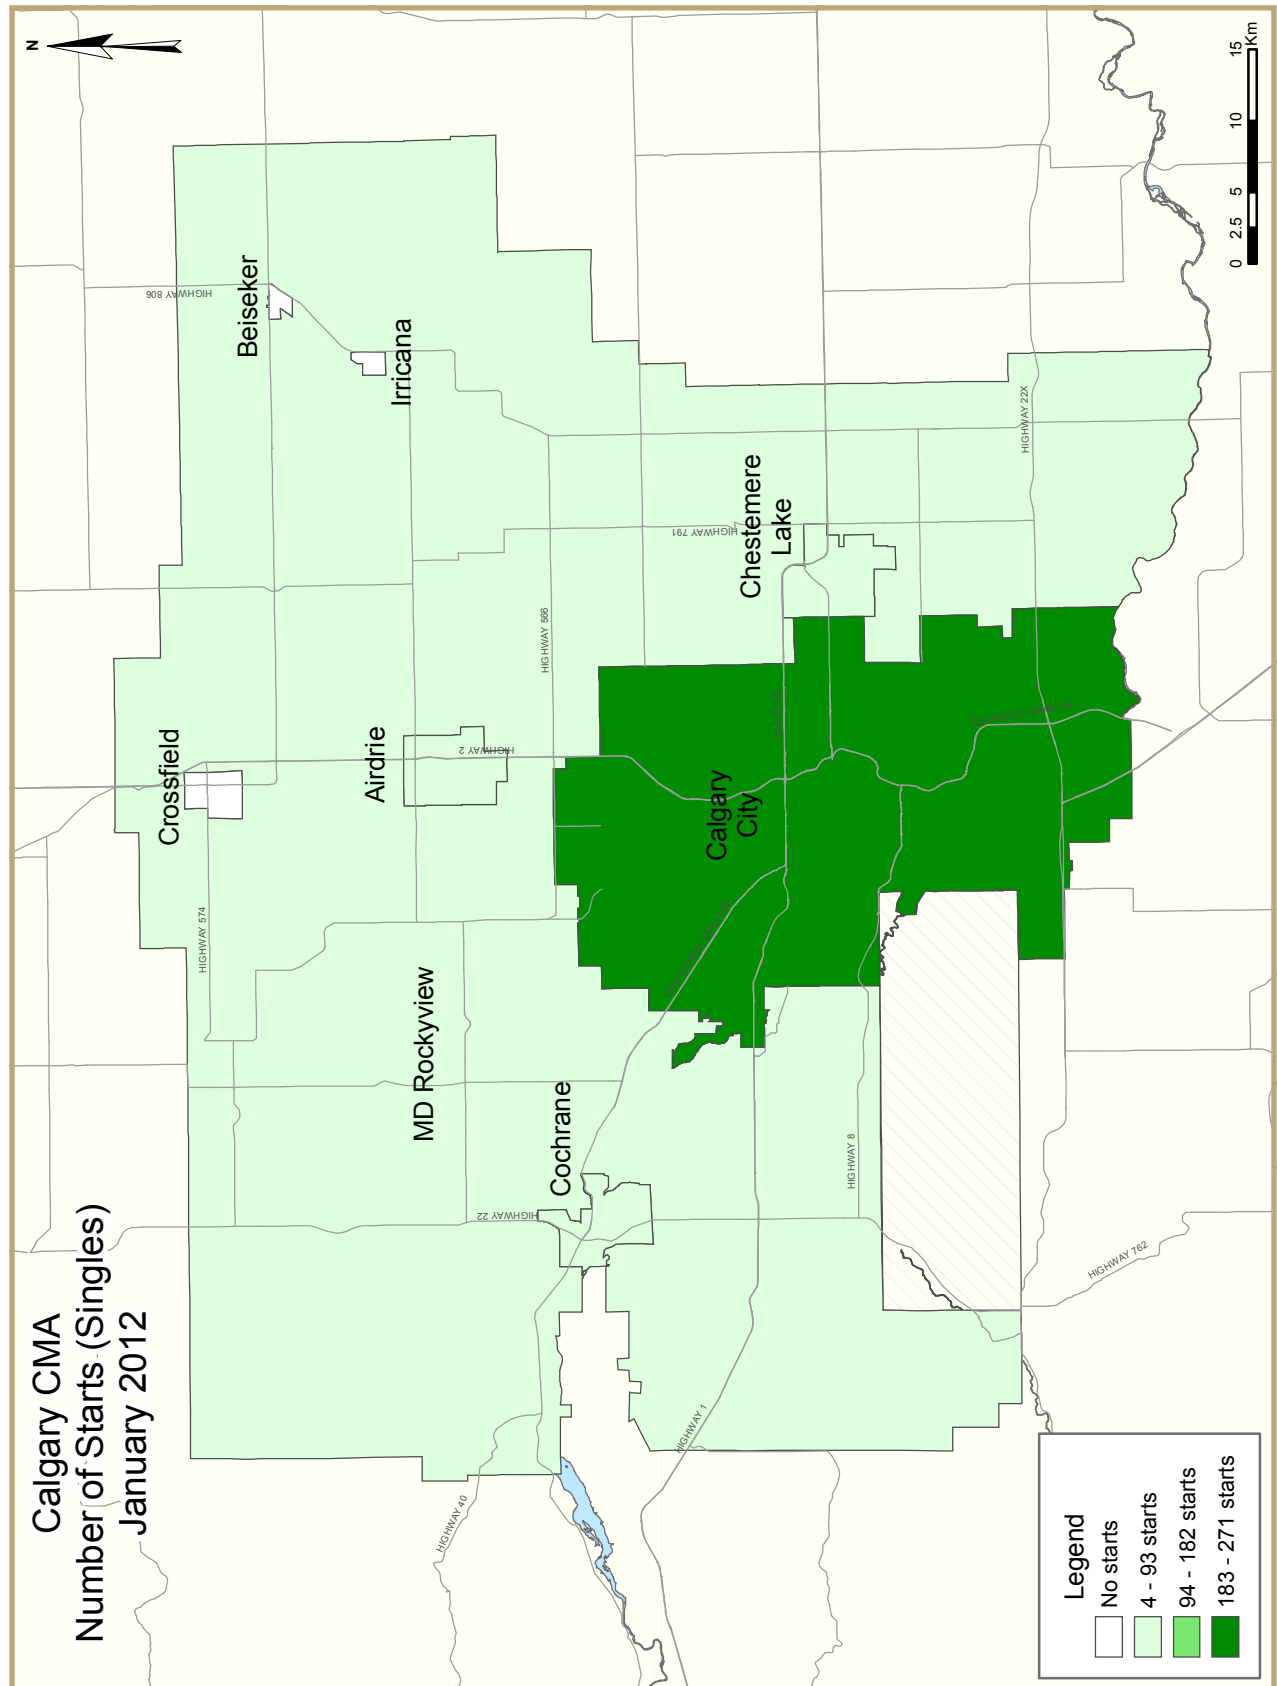 Calgary CMA
Number of Starts (Singles)
January 2012
N
Crossfield
Beiseker
Irricana
Airdrie
MD Rockyview
Cochrane
Calgary
City
Chestemere
Lake
HIGHWAY 806
HIGHWAY 574
HIGHWAY 2
HIGHWAY 566
HIGHWAY 791
HIGHWAY 22
HIGHWAY 40
HIGHWAY 1
HIGHWAY 8
HIGHWAY 22X
HIGHWAY 762
Legend
No starts
4 - 93 starts
94 - 182 starts
183 - 271 starts
0 2.5 5 10 15
Km